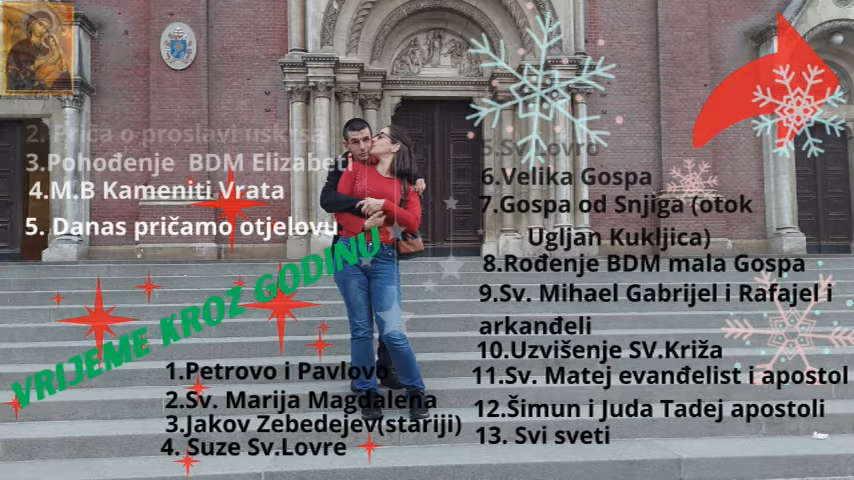 2. Priča o proslavi uskrsa
3.Pohođenje BDM Elizabeti
4.M.B Kameniti Vrata
5. Danas pričamo otjelovu
VRIJEME KROZ GODINU
1.Petrovo i Pavlovo
2.Sv. Marija Magdalena
3.Jakov Zebedejev(stariji)
4. Suze Sv.Lovre
5.Sv Lovro
6.Velika Gospa
7.Gospa od Snjiga (otok
Ugljan Kukljica)
8.Rođenje BDM mala Gospa
9.Sv. Mihael Gabrijel i Rafajel i
arkanđeli
10.Uzvišenje SV.Križa
11.Sv. Matej evanđelist i apostol
12.Šimun i Juda Tadej apostoli
13. Svi sveti